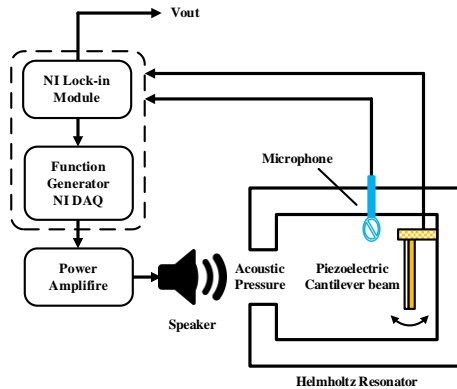 Vout
NI Lock-in
Module
Function
Generator
NI DAQ
Power
Amplifire
Speaker
Acoustic
Pressure
Microphone
Piezoelectric
Cantilever beam
Helmholtz Resonator